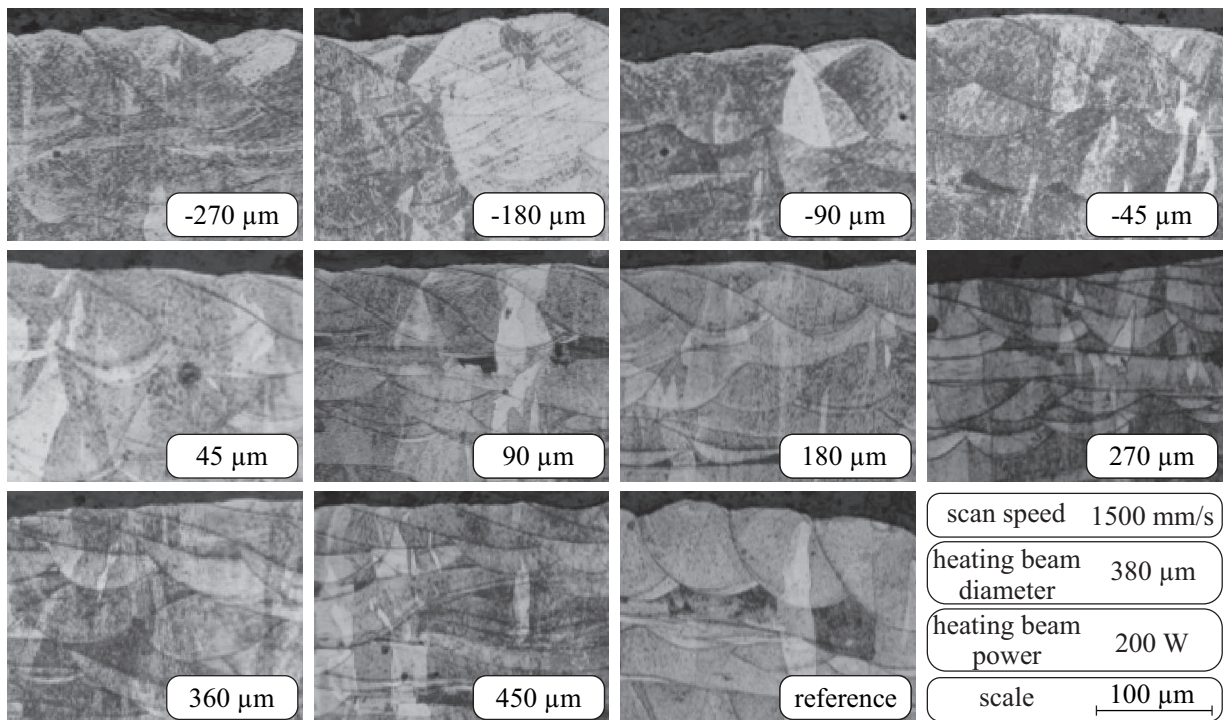 -270 µm
-180 µm
-90 µm
-45 µm
45 µm
90 µm
180 µm
270 µm
360 µm
450 µm
reference
scan speed 1500 mm/s
heating beam
diameter
380 µm
heating beam
power
200 W
scale
100 µm